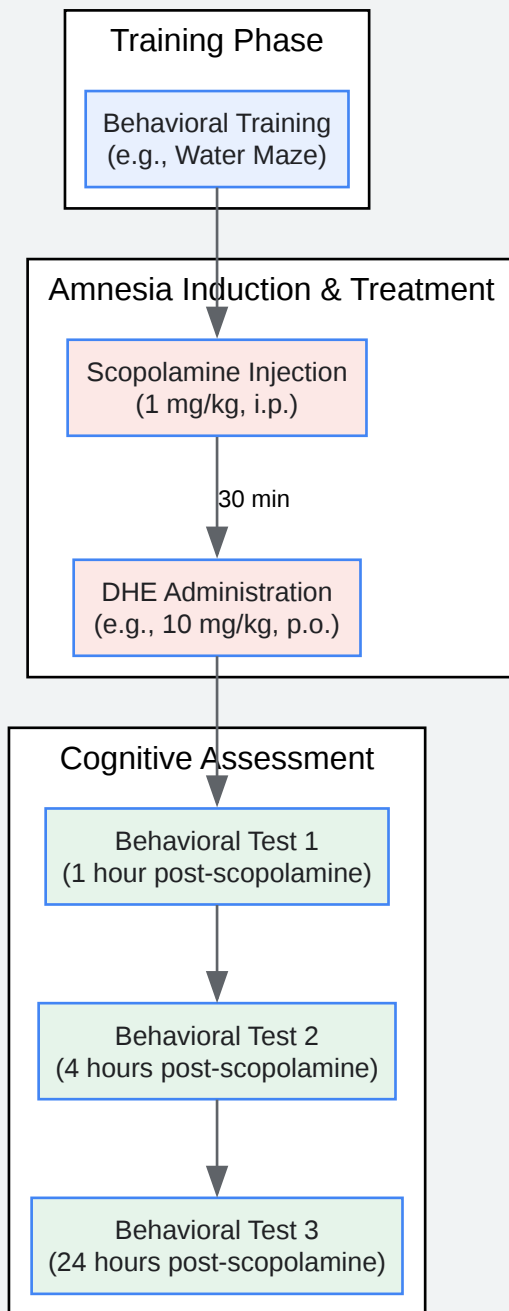 Training Phase
Behavioral Training
(e.g., Water Maze)
Amnesia Induction & Treatment
Scopolamine Injection
(1 mg/kg, i.p.)
30 min
DHE Administration
(e.g., 10 mg/kg, p.o.)
Cognitive Assessment
Behavioral Test 1
(1 hour post-scopolamine)
Behavioral Test 2
(4 hours post-scopolamine)
Behavioral Test 3
(24 hours post-scopolamine)